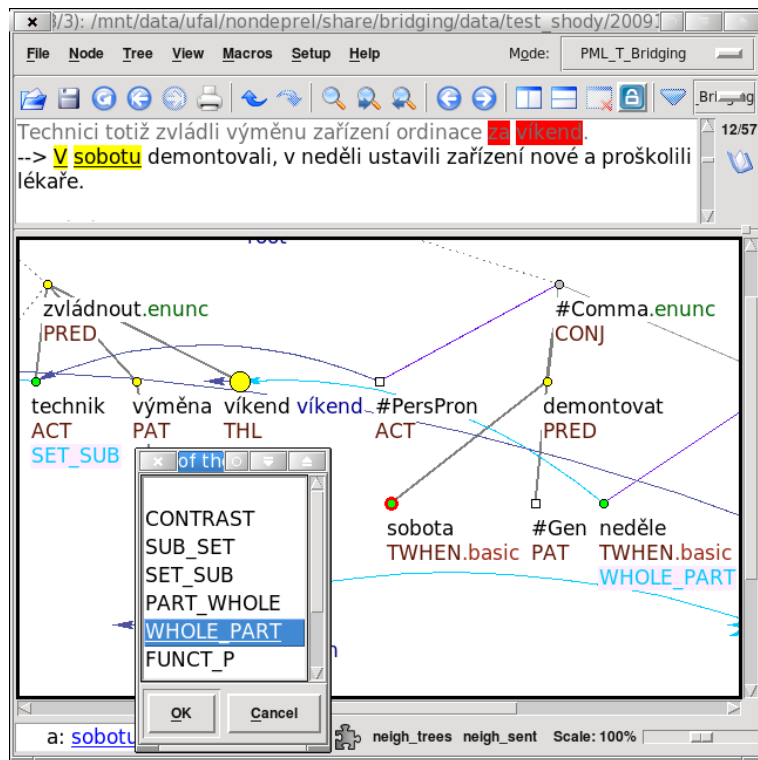 3/3): /mnt/data/ufal/nondeprel/share/bridging/data/test_shody/2009
File Node Tree View Macros Setup Help Mode: PML_T_Bridging
Technici totiž zvládli výměnu zařízení ordinace za víkend. 12/57
--> V sobotu demontovali, v neděli ustavili zařízení nové a proškolili
lékaře.
zvládnout.enunc #Comma.enunc
PRED CONJ
technik výměna víkend víkend #PersPron demontovat
ACT PAT THL ACT PRED
SET_SUB
of the
CONTRAST
SUB_SET
SET_SUB
PART_WHOLE
WHOLE_PART
FUNCT_P
OK Cancel
sobota #Gen neděle
TWHEN.basic PAT TWHEN.basic
WHOLE_PART
a: sobotu neigh_trees neigh_sent Scale: 100%